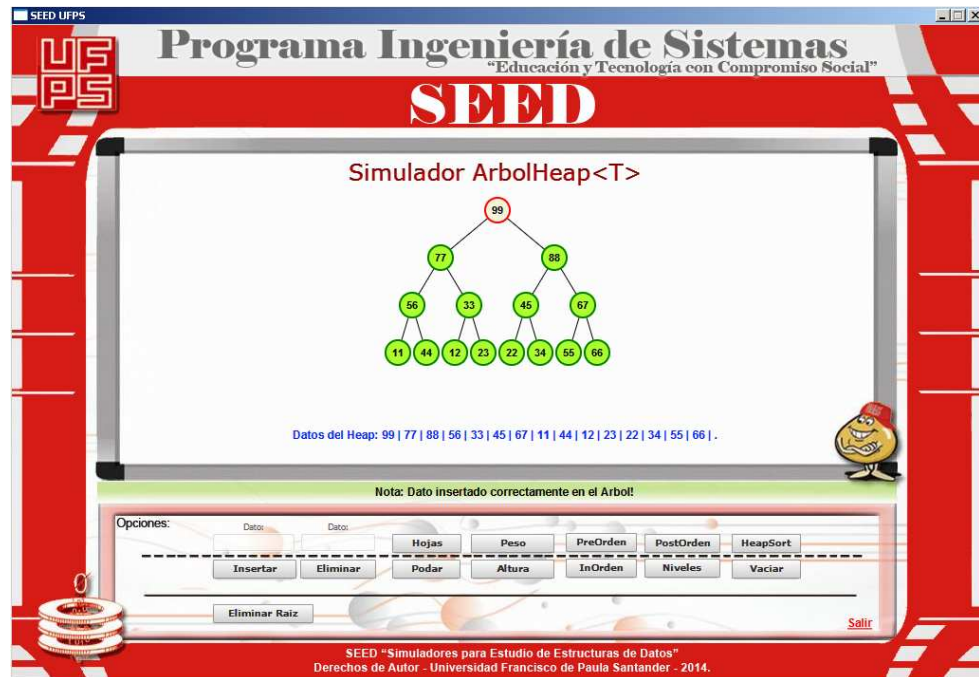 SEED UFPS
UFPS
Programa Ingeniería de Sistemas
“Educación y Tecnología con Compromiso Social”
SEED
Simulador ArbolHeap<T>
99
77 88
56 33 45 67
11 44 12 23 22 34 55 66
Datos del Heap: 99 | 77 | 88 | 56 | 33 | 45 | 67 | 11 | 44 | 12 | 23 | 22 | 34 | 55 | 66 | .
Nota: Dato insertado correctamente en el Arbol!
Opciones:
Dato: Dato:
Hojas Peso PreOrden PostOrden HeapSort
Insertar Eliminar Podar Altura InOrden Niveles Vaciar
Eliminar Raiz
Salir
SEED “Simuladores para Estudio de Estructuras de Datos”
Derechos de Autor - Universidad Francisco de Paula Santander - 2014.